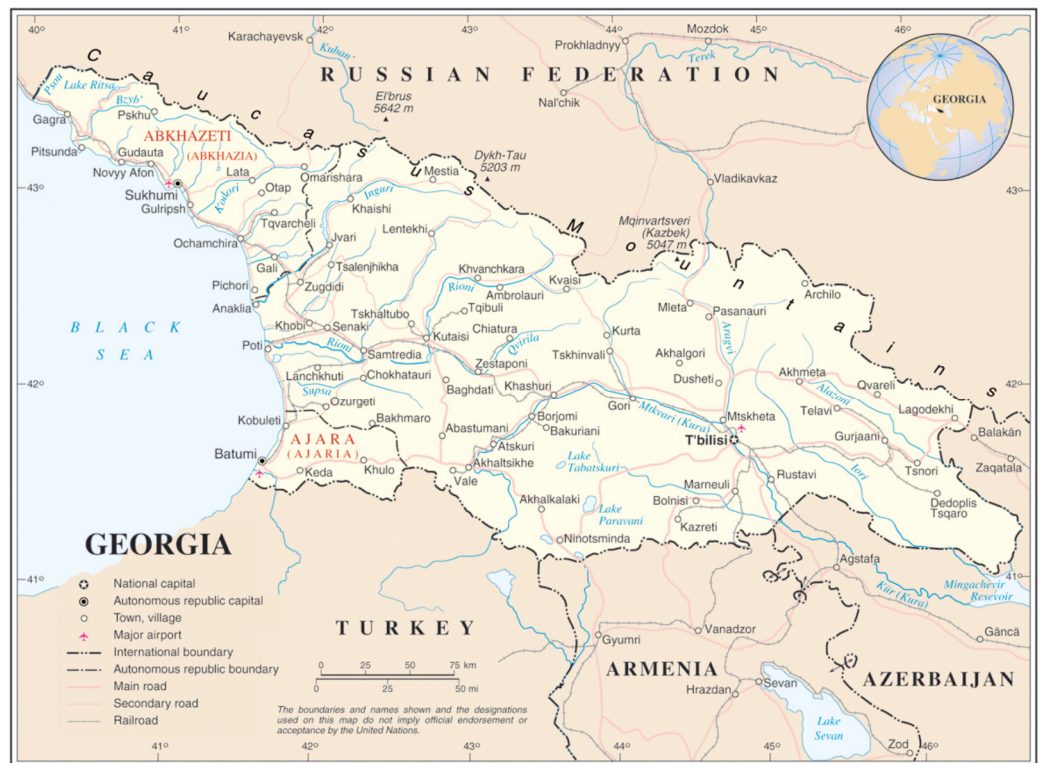 40°
41°
42°
43°
44°
45°
46°
Karachayevsk
Kuban'
Prokhladnyy
Mozdok
Terek
RUSSIAN FEDERATION
Nal'chik
El'brus
5642 m
Dykh-Tau
5203 m
Vladikavkaz
Mqinvartsveri
(Kazbek)
5047 m
Caucasus Mountains
GEORGIA
43°
43°
Psou
Lake Ritsa
Bzyb'
Pskhu
Gagra
ABKHAZETI
(ABKHAZIA)
Pitsunda
Gudauta
Novyy Afon
Lata
Omarishara
Sukhumi
Kodori
Otap
Gulripsh
Tqvarcheli
Ochamchira
Inguri
Mestia
Khaishi
Lentekhi
Jvari
Gali
Tsalenjhikha
Pichori
Zugdidi
Anaklia
Khvanchkara
Rioni
Ambrolauri
Kvaisi
Archilo
Mleta
Pasanauri
Tskhaltubo
Tqibuli
Khobi
Senaki
Kutaisi
Chiatura
Qvirila
Kurta
Aragvi
BLACK
SEA
Poti
Rioni
Samtredia
Zestaponi
Tskhinvali
Akhalgori
42°
42°
Lanchkhuti
Chokhatauri
Baghdati
Khashuri
Dusheti
Akhmeta
Alazoni
Qvareli
Supsa
Ozurgeti
Gori
Mtkvari (Kura)
Mtskheta
Telavi
Lagodekhi
Kobuleti
Bakhmaro
Borjomi
Bakuriani
Abastumani
T'bilisi
Gurjaani
Balakän
AJARA
(AJARIA)
Atskuri
Batumi
Akhaltsikhe
Lake
Tabatskuri
Tsnori
Zaqatala
Keda
Khulo
Vale
Rustavi
Iori
Marneuli
Bolnisi
Akhalkalaki
Lake
Paravani
Dedoplis
Tsqaro
Kazreti
Ninotsminda
GEORGIA
Agstafa
41°
41°
Mingachevir
Resevoir
Kür (Kura)
National capital
Autonomous republic capital
Town, village
Major airport
International boundary
Autonomous republic boundary
Main road
Secondary road
Railroad
TURKEY
Gyumri
Vanadzor
Gäncä
ARMENIA
AZERBAIJAN
Hrazdan
Sevan
Lake
Sevan
Zod
0 25 50 75 km
0 25 50 mi
The boundaries and names shown and the designations
used on this map do not imply official endorsement or
acceptance by the United Nations.
41°
42°
43°
44°
45°
46°